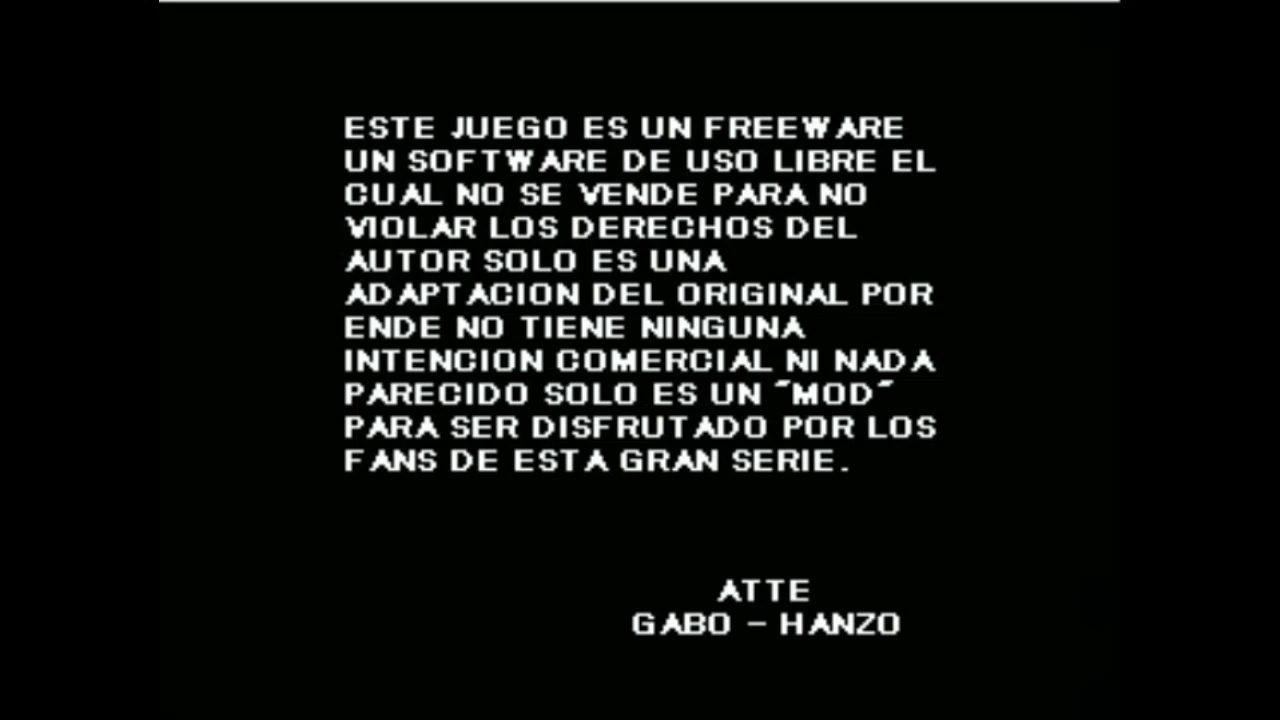 ESTE JUEGO ES UN FREEWARE
UN SOFTWARE DE USO LIBRE EL
CUAL NO SE VENDE PARA NO
VIOLAR LOS DERECHOS DEL
AUTOR SOLO ES UNA
ADAPTACION DEL ORIGINAL POR
ENDE NO TIENE NINGUNA
INTENCION COMERCIAL NI NADA
PARECIDO SOLO ES UN "MOD"
PARA SER DISFRUTADO POR LOS
FANS DE ESTA GRAN SERIE.
ATTE
GABO - HANZO